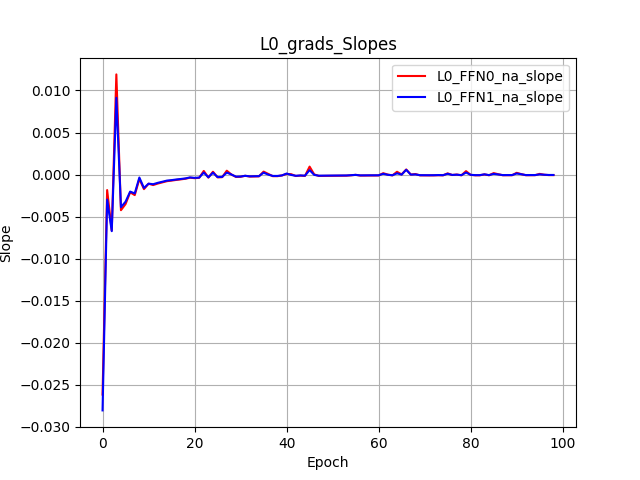 L0_grads_Slopes
L0_FFN0_na_slope
L0_FFN1_na_slope
0.010
0.005
0.000
−0.005
−0.010
−0.015
−0.020
−0.025
−0.030
Slope
0 20 40 60 80 100
Epoch